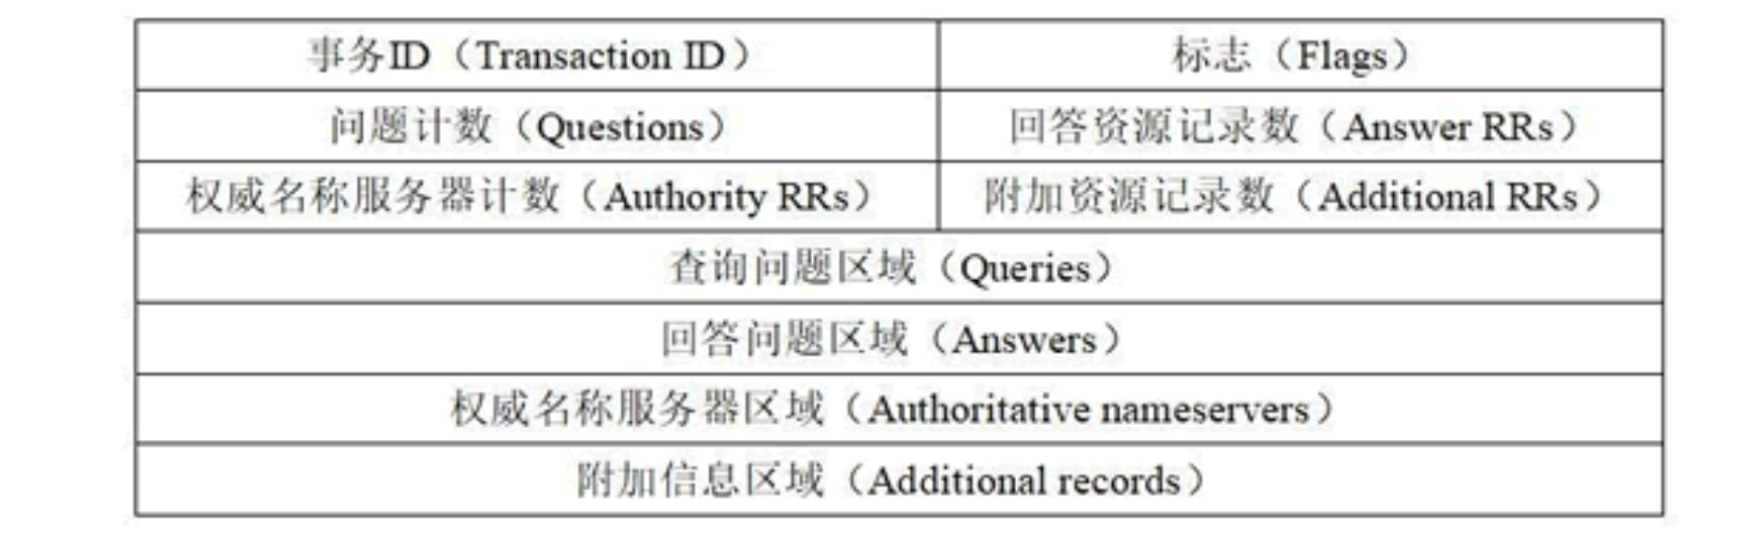 事务ID（Transaction ID） 标志（Flags）
问题计数（Questions） 回答资源记录数（Answer RRs）
权威名称服务器计数（Authority RRs） 附加资源记录数（Additional RRs）
查询问题区域（Queries）
回答问题区域（Answers）
权威名称服务器区域（Authoritative nameservers）
附加信息区域（Additional records）